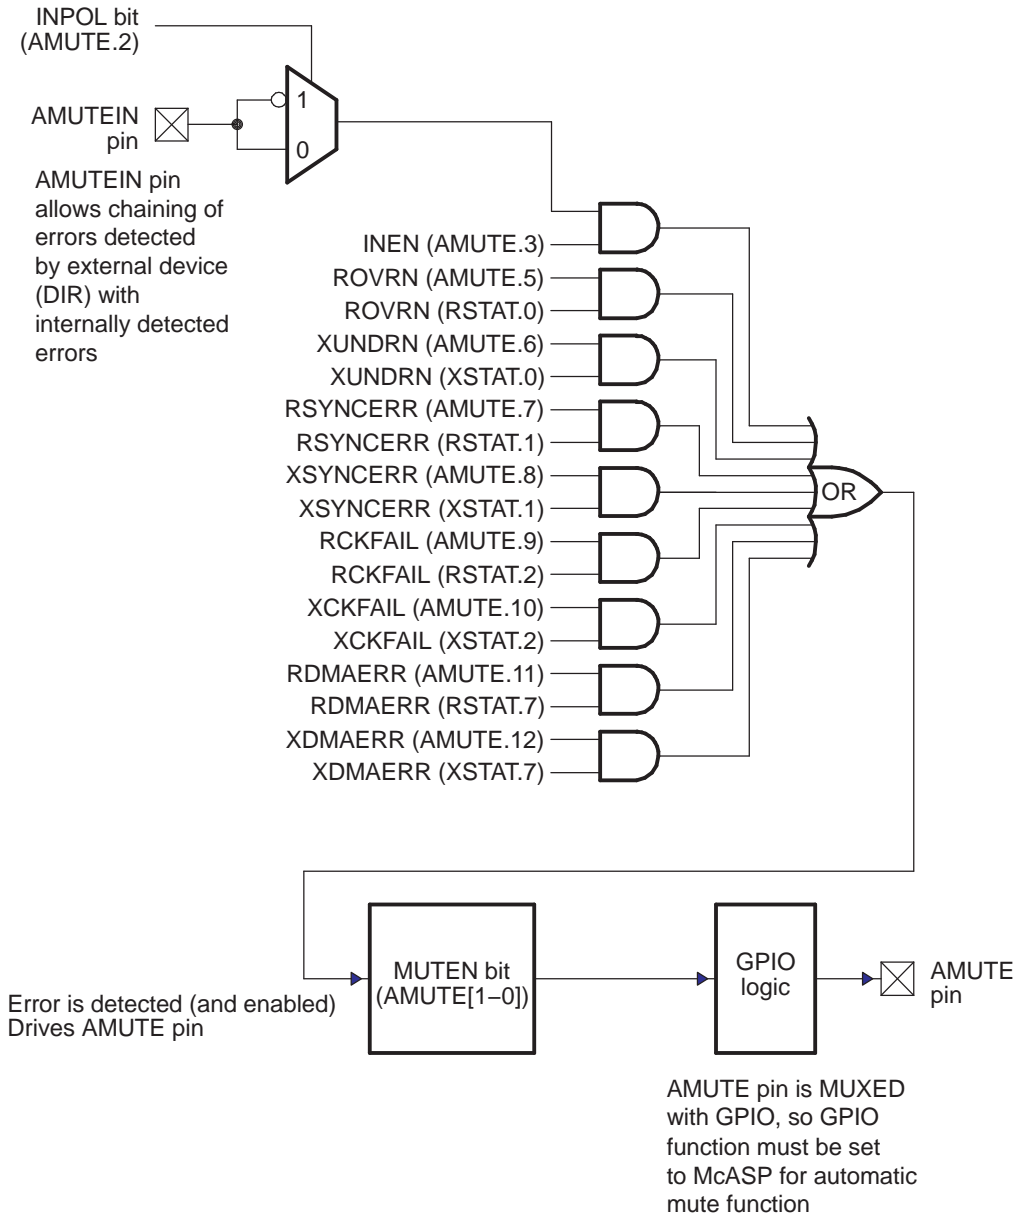 INPOL bit
(AMUTE.2)
1
AMUTEIN
pin
0
AMUTEIN pin
allows chaining of
errors detected
by external device
(DIR) with
internally detected
errors
INEN (AMUTE.3)
ROVRN (AMUTE.5)
ROVRN (RSTAT.0)
XUNDRN (AMUTE.6)
XUNDRN (XSTAT.0)
RSYNCERR (AMUTE.7)
RSYNCERR (RSTAT.1)
XSYNCERR (AMUTE.8)
XSYNCERR (XSTAT.1)
RCKFAIL (AMUTE.9)
RCKFAIL (RSTAT.2)
XCKFAIL (AMUTE.10)
XCKFAIL (XSTAT.2)
RDMAERR (AMUTE.11)
RDMAERR (RSTAT.7)
XDMAERR (AMUTE.12)
XDMAERR (XSTAT.7)
OR
Error is detected (and enabled)
Drives AMUTE pin
MUTEN bit
(AMUTE[1−0])
GPIO
logic
AMUTE
pin
AMUTE pin is MUXED
with GPIO, so GPIO
function must be set
to McASP for automatic
mute function